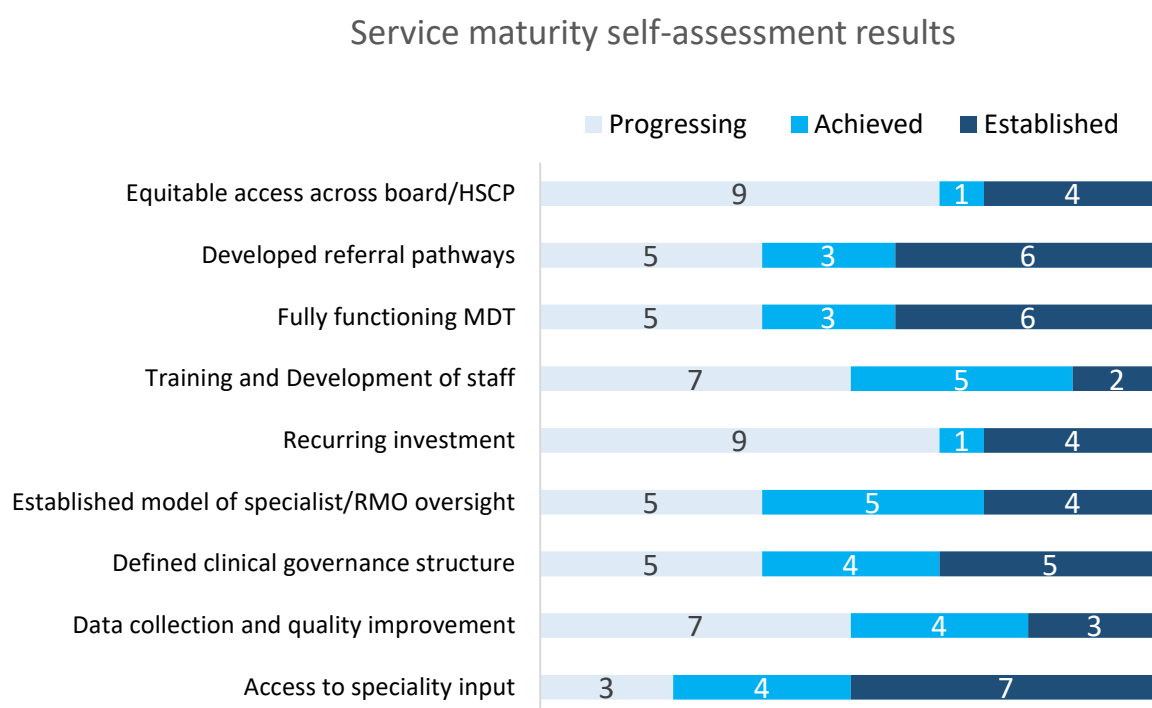 Service maturity self-assessment results
Progressing Achieved Established
Equitable access across board/HSCP 9 1 4
Developed referral pathways 5 3 6
Fully functioning MDT 5 3 6
Training and Development of staff 7 5 2
Recurring investment 9 1 4
Established model of specialist/RMO oversight 5 5 4
Defined clinical governance structure 5 4 5
Data collection and quality improvement 7 4 3
Access to speciality input 3 4 7